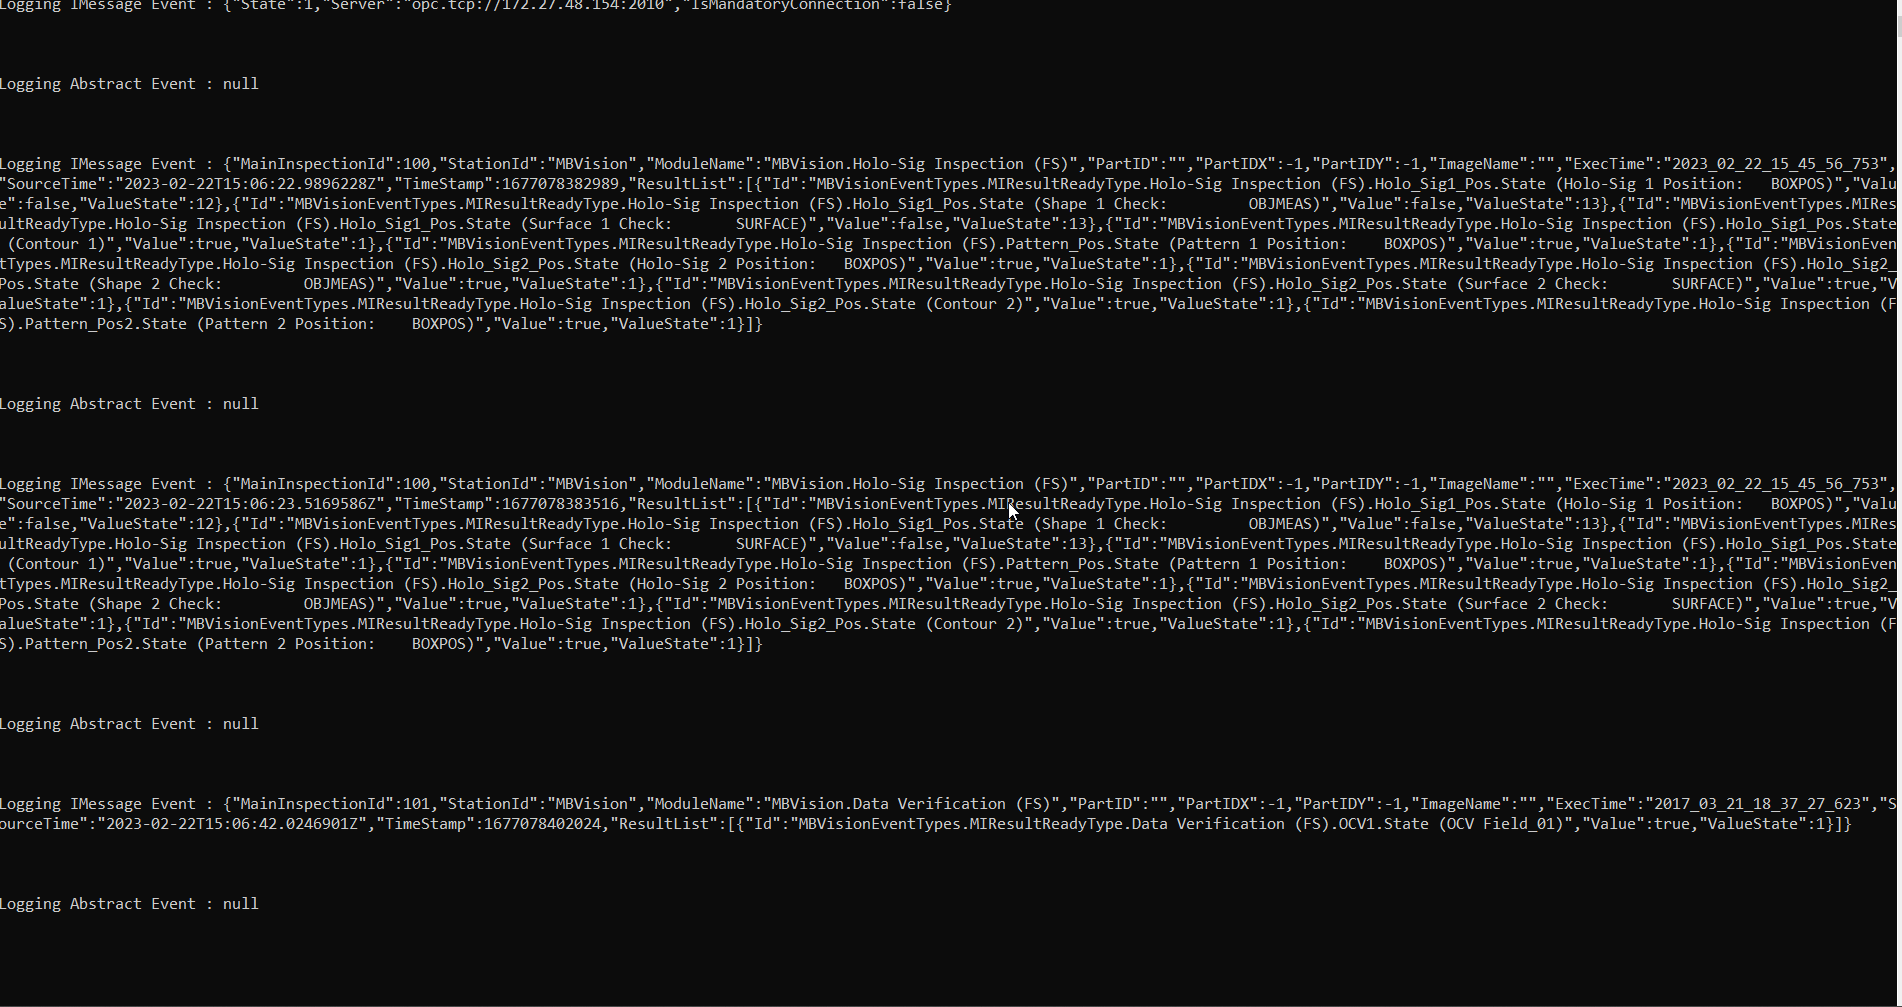 Logging IMessage Event : {"State":1,"Server":"opc.tcp://172.27.48.154:2010","IsMandatoryConnection":false}
Logging Abstract Event : null
Logging IMessage Event : {"MainInspectionId":100,"StationId":"MBVision","ModuleName":"MBVision.Holo-Sig Inspection (FS)","PartID":"","PartIDX":-1,"PartIDY":-1,"ImageName":"","ExecTime":"2023_02_22_15_45_56_753",
"SourceTime":"2023-02-22T15:06:22.9896228Z","TimeStamp":1677078382989,"ResultList":[{"Id":"MBVisionEventTypes.MIResultReadyType.Holo-Sig Inspection (FS).Holo_Sig1_Pos.State (Holo-Sig 1 Position:   BOXPOS)","Valu
e":false,"ValueState":12},{"Id":"MBVisionEventTypes.MIResultReadyType.Holo-Sig Inspection (FS).Holo_Sig1_Pos.State (Shape 1 Check:         OBJMEAS)","Value":false,"ValueState":13},{"Id":"MBVisionEventTypes.MIRes
ultReadyType.Holo-Sig Inspection (FS).Holo_Sig1_Pos.State (Surface 1 Check:       SURFACE)","Value":false,"ValueState":13},{"Id":"MBVisionEventTypes.MIResultReadyType.Holo-Sig Inspection (FS).Holo_Sig1_Pos.State
 (Contour 1)","Value":true,"ValueState":1},{"Id":"MBVisionEventTypes.MIResultReadyType.Holo-Sig Inspection (FS).Pattern_Pos.State (Pattern 1 Position:    BOXPOS)","Value":true,"ValueState":1},{"Id":"MBVisionEven
tTypes.MIResultReadyType.Holo-Sig Inspection (FS).Holo_Sig2_Pos.State (Holo-Sig 2 Position:   BOXPOS)","Value":true,"ValueState":1},{"Id":"MBVisionEventTypes.MIResultReadyType.Holo-Sig Inspection (FS).Holo_Sig2_
Pos.State (Shape 2 Check:         OBJMEAS)","Value":true,"ValueState":1},{"Id":"MBVisionEventTypes.MIResultReadyType.Holo-Sig Inspection (FS).Holo_Sig2_Pos.State (Surface 2 Check:       SURFACE)","Value":true,"V
alueState":1},{"Id":"MBVisionEventTypes.MIResultReadyType.Holo-Sig Inspection (FS).Holo_Sig2_Pos.State (Contour 2)","Value":true,"ValueState":1},{"Id":"MBVisionEventTypes.MIResultReadyType.Holo-Sig Inspection (F
S).Pattern_Pos2.State (Pattern 2 Position:    BOXPOS)","Value":true,"ValueState":1}]}
Logging Abstract Event : null
Logging IMessage Event : {"MainInspectionId":100,"StationId":"MBVision","ModuleName":"MBVision.Holo-Sig Inspection (FS)","PartID":"","PartIDX":-1,"PartIDY":-1,"ImageName":"","ExecTime":"2023_02_22_15_45_56_753",
"SourceTime":"2023-02-22T15:06:23.5169586Z","TimeStamp":1677078383516,"ResultList":[{"Id":"MBVisionEventTypes.MIResultReadyType.Holo-Sig Inspection (FS).Holo_Sig1_Pos.State (Holo-Sig 1 Position:   BOXPOS)","Valu
e":false,"ValueState":12},{"Id":"MBVisionEventTypes.MIResultReadyType.Holo-Sig Inspection (FS).Holo_Sig1_Pos.State (Shape 1 Check:         OBJMEAS)","Value":false,"ValueState":13},{"Id":"MBVisionEventTypes.MIRes
ultReadyType.Holo-Sig Inspection (FS).Holo_Sig1_Pos.State (Surface 1 Check:       SURFACE)","Value":false,"ValueState":13},{"Id":"MBVisionEventTypes.MIResultReadyType.Holo-Sig Inspection (FS).Holo_Sig1_Pos.State
 (Contour 1)","Value":true,"ValueState":1},{"Id":"MBVisionEventTypes.MIResultReadyType.Holo-Sig Inspection (FS).Pattern_Pos.State (Pattern 1 Position:    BOXPOS)","Value":true,"ValueState":1},{"Id":"MBVisionEven
tTypes.MIResultReadyType.Holo-Sig Inspection (FS).Holo_Sig2_Pos.State (Holo-Sig 2 Position:   BOXPOS)","Value":true,"ValueState":1},{"Id":"MBVisionEventTypes.MIResultReadyType.Holo-Sig Inspection (FS).Holo_Sig2_
Pos.State (Shape 2 Check:         OBJMEAS)","Value":true,"ValueState":1},{"Id":"MBVisionEventTypes.MIResultReadyType.Holo-Sig Inspection (FS).Holo_Sig2_Pos.State (Surface 2 Check:       SURFACE)","Value":true,"V
alueState":1},{"Id":"MBVisionEventTypes.MIResultReadyType.Holo-Sig Inspection (FS).Holo_Sig2_Pos.State (Contour 2)","Value":true,"ValueState":1},{"Id":"MBVisionEventTypes.MIResultReadyType.Holo-Sig Inspection (F
S).Pattern_Pos2.State (Pattern 2 Position:    BOXPOS)","Value":true,"ValueState":1}]}
Logging Abstract Event : null
Logging IMessage Event : {"MainInspectionId":101,"StationId":"MBVision","ModuleName":"MBVision.Data Verification (FS)","PartID":"","PartIDX":-1,"PartIDY":-1,"ImageName":"","ExecTime":"2017_03_21_18_37_27_623","S
ourceTime":"2023-02-22T15:06:42.0246901Z","TimeStamp":1677078402024,"ResultList":[{"Id":"MBVisionEventTypes.MIResultReadyType.Data Verification (FS).OCV1.State (OCV Field_01)","Value":true,"ValueState":1}]}
Logging Abstract Event : null